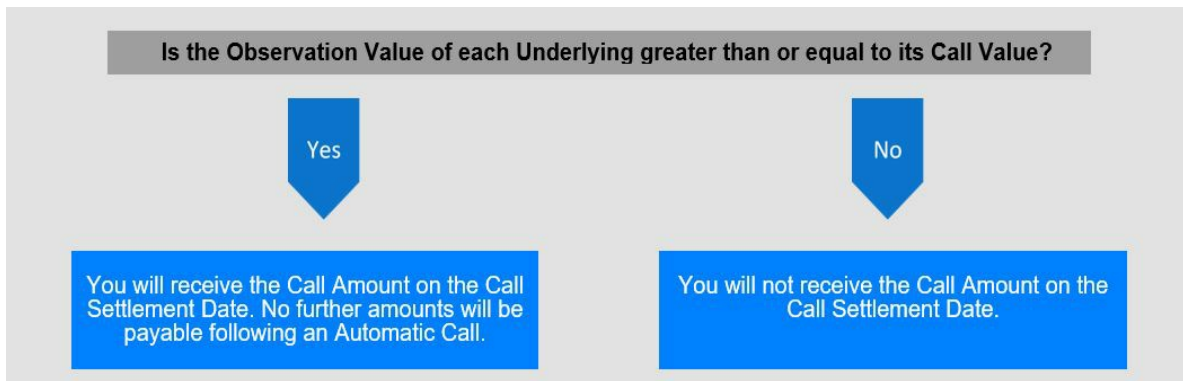 Is the Observation Value of each Underlying greater than or equal to its Call Value?
Yes
No
You will receive the Call Amount on the Call
Settlement Date. No further amounts will be
payable following an Automatic Call.
You will not receive the Call Amount on the
Call Settlement Date.